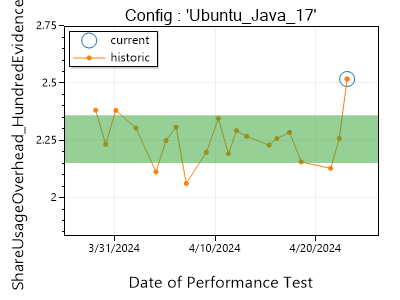 Config : 'Ubuntu_Java_17'
ShareUsageOverhead_HundredEvidence
2.75
2.5
2.25
2
current
historic
3/31/2024
4/10/2024
4/20/2024
Date of Performance Test